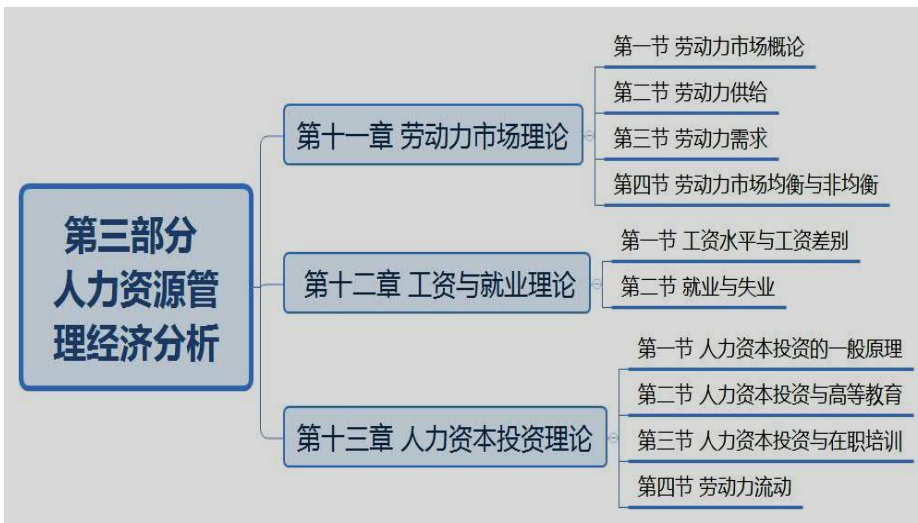 第三部分
人力资源管
理经济分析
第十一章 劳动力市场理论
第一节 劳动力市场概论
第二节 劳动力供给
第三节 劳动力需求
第四节 劳动力市场均衡与非均衡
第十二章 工资与就业理论
第一节 工资水平与工资差别
第二节 就业与失业
第十三章 人力资本投资理论
第一节 人力资本投资的一般原理
第二节 人力资本投资与高等教育
第三节 人力资本投资与在职培训
第四节 劳动力流动